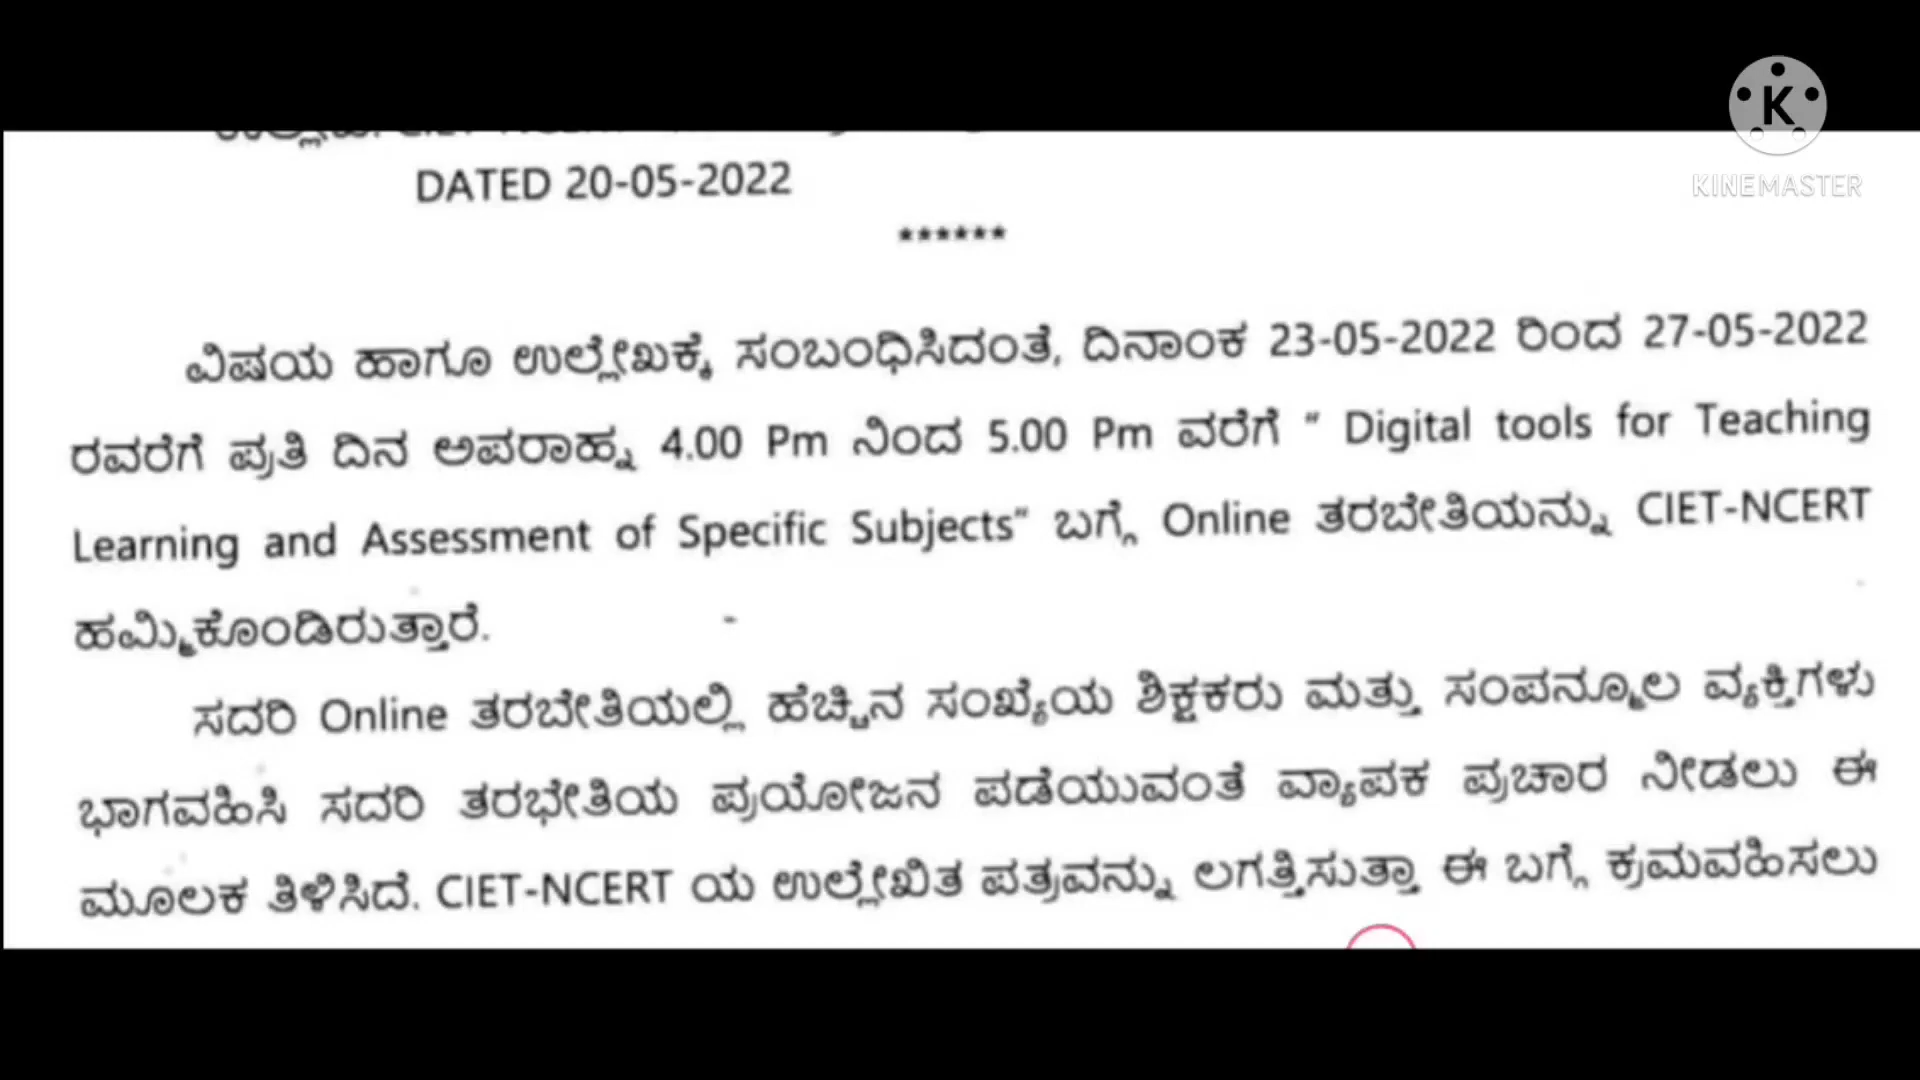 KINEMASTER
DATED 20-05-2022
******
ವಿಷಯ ಹಾಗೂ ಉಲ್ಲೇಖಕ್ಕೆ ಸಂಬಂಧಿಸಿದಂತೆ, ದಿನಾಂಕ 23-05-2022 ರಿಂದ 27-05-2022
ರವರೆಗೆ ಪ್ರತಿ ದಿನ ಅಪರಾಹ್ನ 4.00 Pm ನಿಂದ 5.00 Pm ವರೆಗೆ “ Digital tools for Teaching
Learning and Assessment of Specific Subjects” ಬಗ್ಗೆ Online ತರಬೇತಿಯನ್ನು CIET-NCERT
ಹಮ್ಮಿಕೊಂಡಿರುತ್ತಾರೆ.
ಸದರಿ Online ತರಬೇತಿಯಲ್ಲಿ ಹೆಚ್ಚಿನ ಸಂಖ್ಯೆಯ ಶಿಕ್ಷಕರು ಮತ್ತು ಸಂಪನ್ಮೂಲ ವ್ಯಕ್ತಿಗಳು
ಭಾಗವಹಿಸಿ ಸದರಿ ತರಭೇತಿಯ ಪ್ರಯೋಜನ ಪಡೆಯುವಂತೆ ವ್ಯಾಪಕ ಪ್ರಚಾರ ನೀಡಲು ಈ
ಮೂಲಕ ತಿಳಿಸಿದೆ. CIET-NCERT ಯ ಉಲ್ಲೇಖಿತ ಪತ್ರವನ್ನು ಲಗತ್ತಿಸುತ್ತಾ ಈ ಬಗ್ಗೆ ಕ್ರಮವಹಿಸಲು